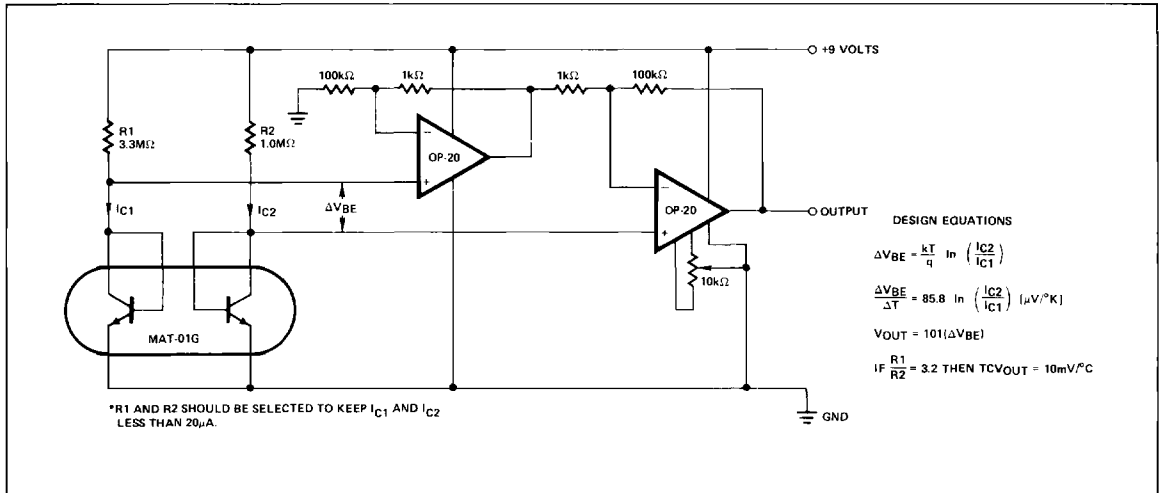 +9 VOLTS
100kΩ
1kΩ
1kΩ
100kΩ
R1
3.3MΩ
R2
1.0MΩ
−
OP-20
+
IC1
IC2
ΔVBE
−
OP-20
+
OUTPUT
10kΩ
MAT-01G
GND
*R1 AND R2 SHOULD BE SELECTED TO KEEP IC1 AND IC2
LESS THAN 20μA.
DESIGN EQUATIONS
ΔVBE = kT/q ln (IC2/IC1)
ΔVBE/ΔT = 85.8 ln (IC2/IC1) [μV/°K]
VOUT = 101(ΔVBE)
IF R1/R2 = 3.2 THEN TCVOUT = 10mV/°C